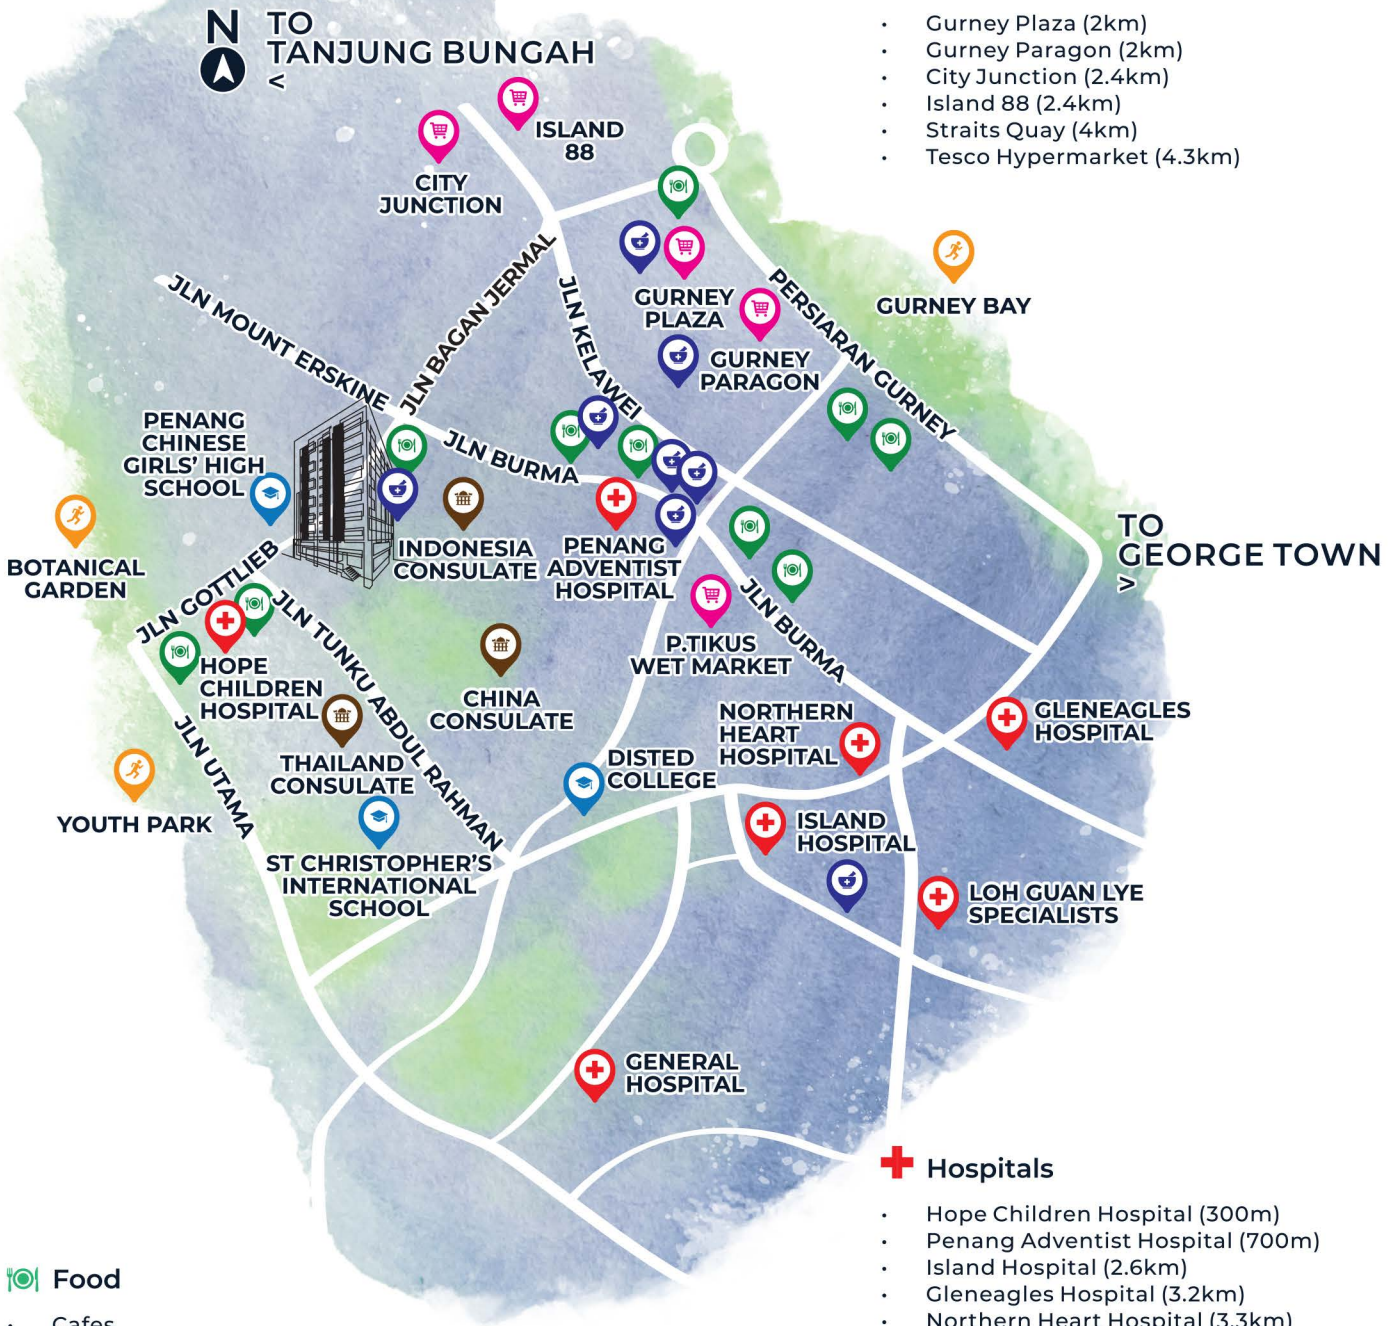 N
TO
TANJUNG BUNGAH
<
• Gurney Plaza (2km)
• Gurney Paragon (2km)
• City Junction (2.4km)
• Island 88 (2.4km)
• Straits Quay (4km)
• Tesco Hypermarket (4.3km)
ISLAND
88
CITY
JUNCTION
JLN BAGAN JERMAL
JLN MOUNT ERSKINE
JLN KELAWEI
GURNEY
PLAZA
GURNEY
PARAGON
PERSIARAN GURNEY
GURNEY BAY
PENANG
CHINESE
GIRLS' HIGH
SCHOOL
JLN BURMA
BOTANICAL
GARDEN
INDONESIA
CONSULATE
PENANG
ADVENTIST
HOSPITAL
TO
GEORGE TOWN
>
JLN GOTTLIEB
JLN TUNKU ABDUL RAHMAN
JLN BURMA
P.TIKUS
WET MARKET
HOPE
CHILDREN
HOSPITAL
CHINA
CONSULATE
THAILAND
CONSULATE
NORTHERN
HEART
HOSPITAL
GLENEAGLES
HOSPITAL
JLN UTAMA
DISTED
COLLEGE
YOUTH PARK
ST CHRISTOPHER'S
INTERNATIONAL
SCHOOL
ISLAND
HOSPITAL
LOH GUAN LYE
SPECIALISTS
GENERAL
HOSPITAL
Hospitals
• Hope Children Hospital (300m)
• Penang Adventist Hospital (700m)
• Island Hospital (2.6km)
• Gleneagles Hospital (3.2km)
• Northern Heart Hospital (3.3km)
Food
• Cafes